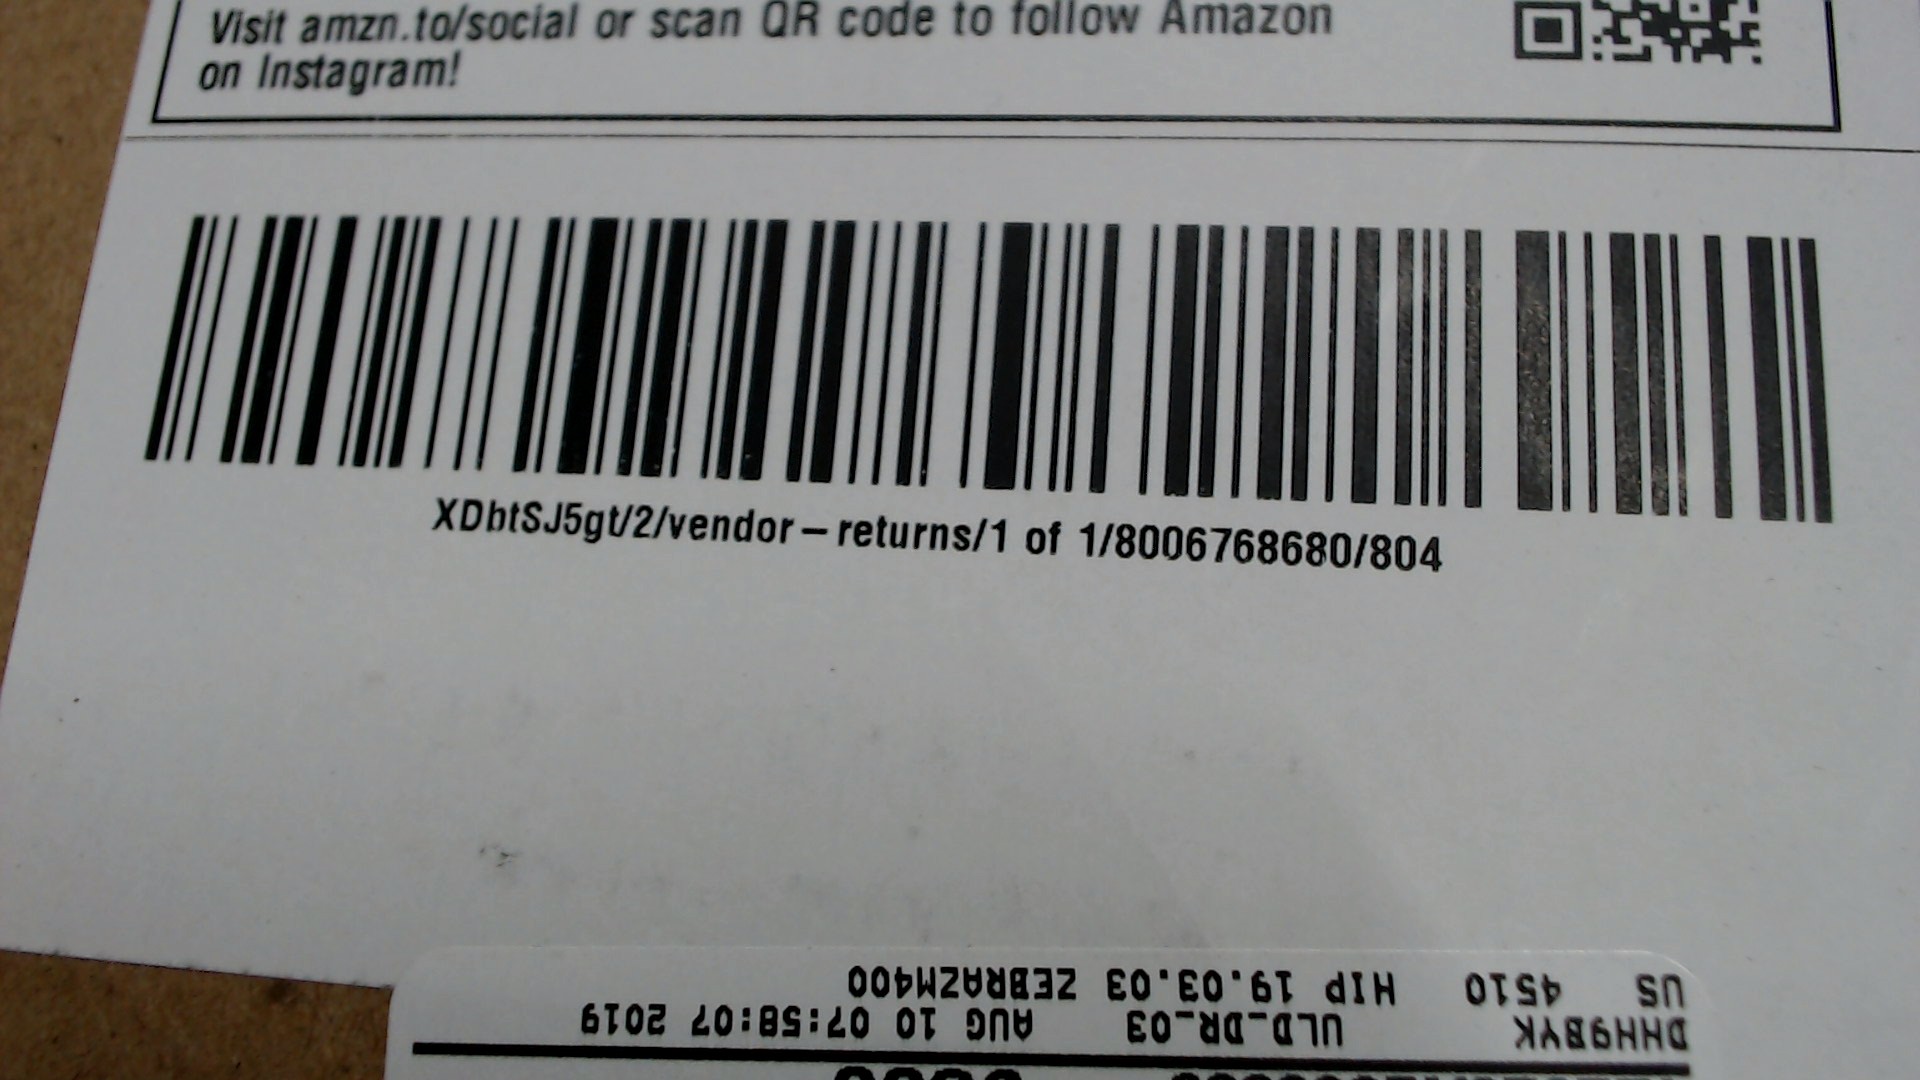 Visit amzn.to/social or scan QR code to follow Amazon
on Instagram!
XDbtSJ5gt/2/vendor-returns/1 of 1/8006768680/804
DHH9BYK ULD_DR_03 AUG 10 07:58:07 2019
US 4510 HIP 19.03.03 ZEBRAZM400